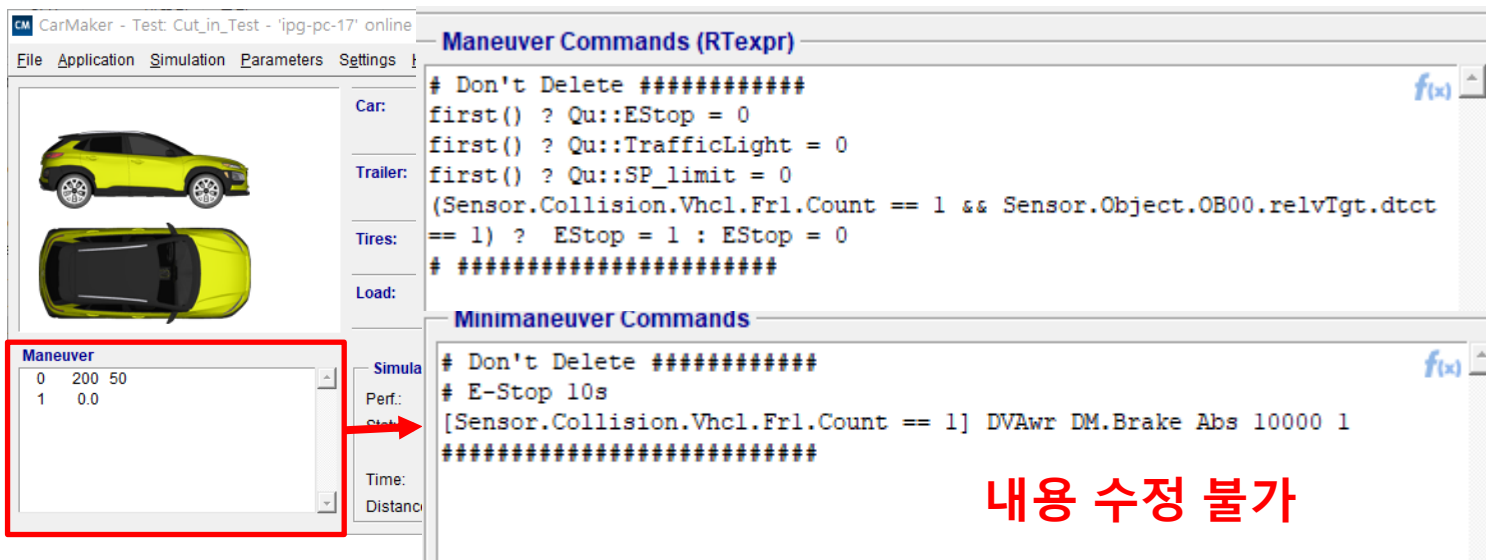 CM CarMaker - Test: Cut_in_Test - 'ipg-pc-17' online
File Application Simulation Parameters Settings
Car:
Trailer:
Tires:
Load:
Maneuver
0 200 50
1 0.0
Simula
Perf.:
Time:
Distanc
Maneuver Commands (RTexpr)
f(x)
# Don't Delete ############
first() ? Qu::EStop = 0
first() ? Qu::TrafficLight = 0
first() ? Qu::SP_limit = 0
(Sensor.Collision.Vhcl.Fr1.Count == 1 && Sensor.Object.OB00.relvTgt.dtct
== 1) ?  EStop = 1 : EStop = 0
# #######################
Minimaneuver Commands
f(x)
# Don't Delete ############
# E-Stop 10s
[Sensor.Collision.Vhcl.Fr1.Count == 1] DVAwr DM.Brake Abs 10000 1
###########################
내용 수정 불가